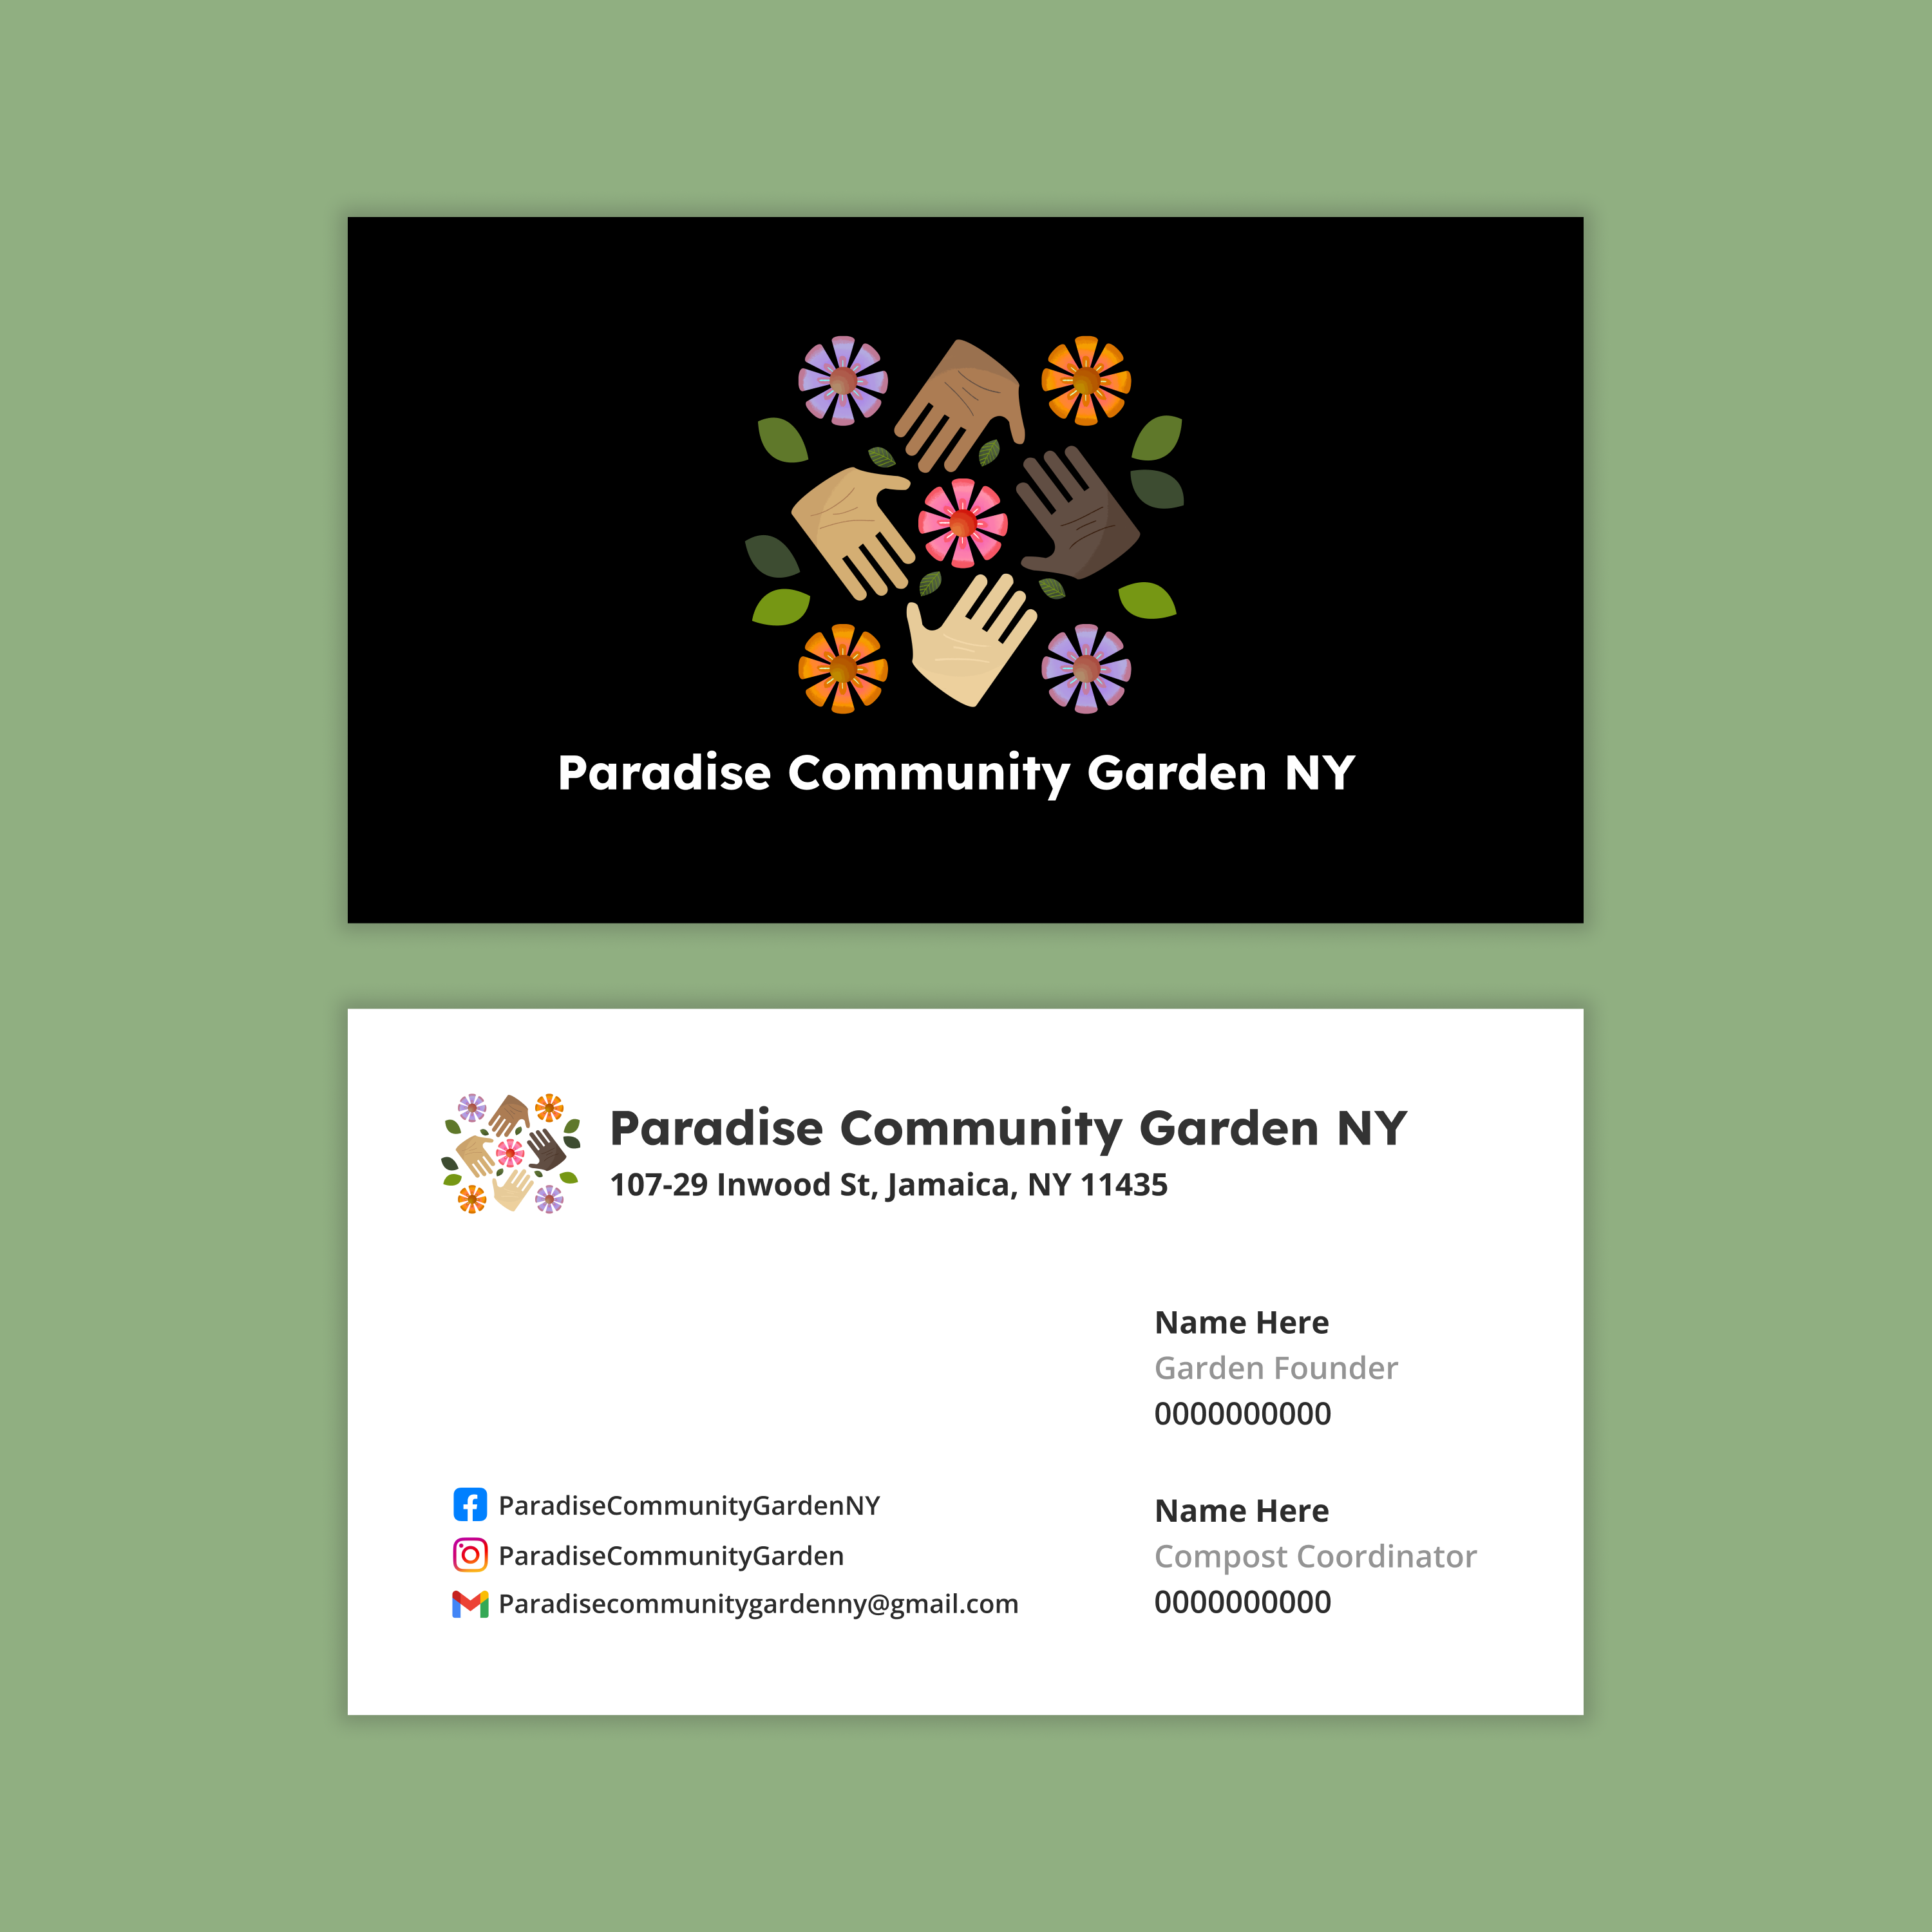 Paradise Community Garden NY
Paradise Community Garden NY
107-29 Inwood St, Jamaica, NY 11435
Name Here
Garden Founder
0000000000
ParadiseCommunityGardenNY
ParadiseCommunityGarden
Paradisecommunitygardenny@gmail.com
Name Here
Compost Coordinator
0000000000